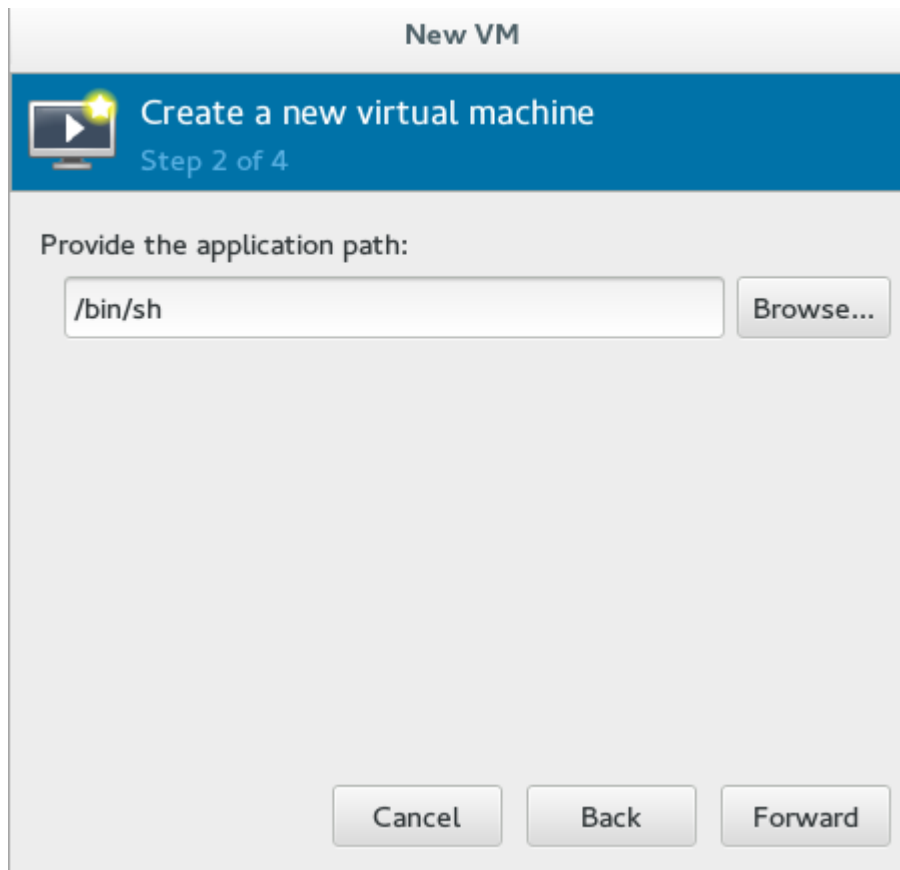 New VM
Create a new virtual machine
Step 2 of 4
Provide the application path:
/bin/sh Browse...
Cancel Back Forward